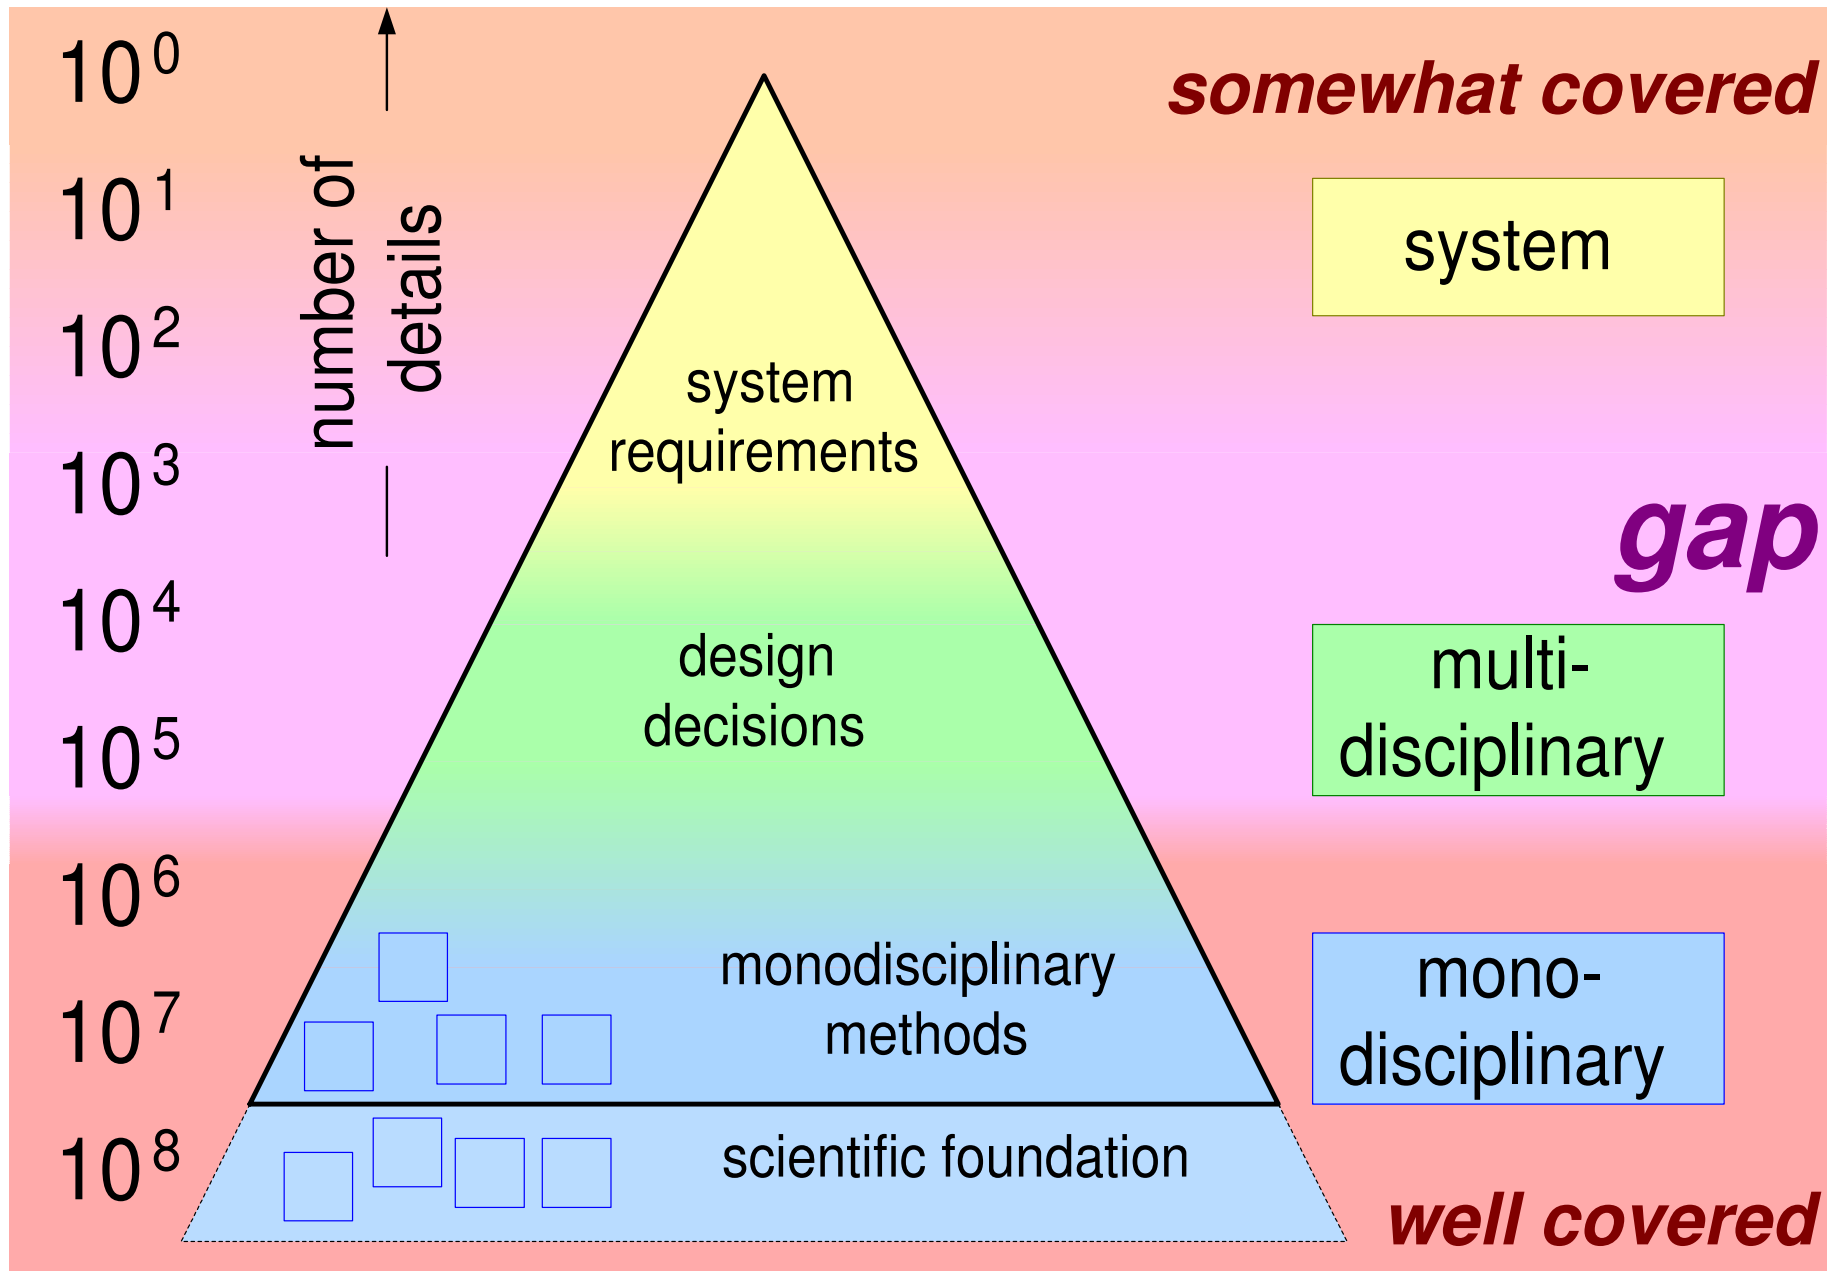 10⁰
10¹
10²
10³
10⁴
10⁵
10⁶
10⁷
10⁸
number of
details
system
requirements
design
decisions
monodisciplinary
methods
scientific foundation
somewhat covered
system
gap
multi-
disciplinary
mono-
disciplinary
well covered